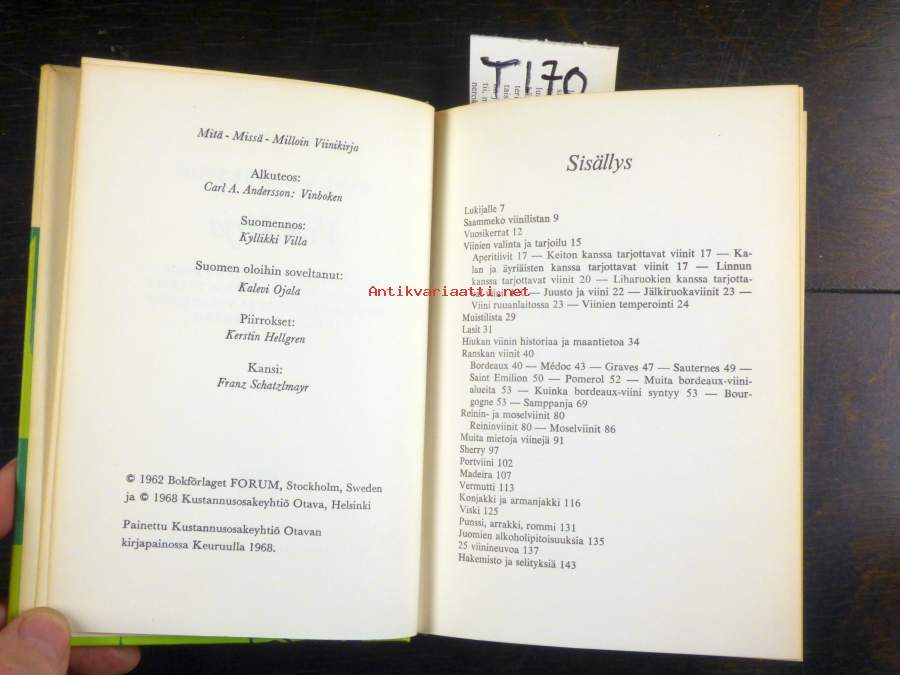 Mitä - Missä - Milloin Viinikirja
Alkuteos:
Carl A. Andersson: Vinboken
Suomennos:
Kyllikki Villa
Suomen oloihin soveltanut:
Kalevi Ojala
Piirrokset:
Kerstin Hellgren
Kansi:
Franz Schatzlmayr
© 1962 Bokförlaget FORUM, Stockholm, Sweden
ja © 1968 Kustannusosakeyhtiö Otava, Helsinki
Painettu Kustannusosakeyhtiö Otavan
kirjapainossa Keuruulla 1968.
T170
Sisällys
Lukijalle 7
Saammeko viinilistan 9
Vuosikerrat 12
Viinien valinta ja tarjoilu 15
Aperitiivit 17 — Keiton kanssa tarjottavat viinit 17 — Ka-
lan ja äyriäisten kanssa tarjottavat viinit 17 — Linnun
kanssa tarjottavat viinit 20 — Liharuokien kanssa tarjotta-
— Juusto ja viini 22 — Jälkiruokaviinit 23 —
Viini ruuanlaitossa 23 — Viinien temperointi 24
Muistilista 29
Lasit 31
Hiukan viinin historiaa ja maantietoa 34
Ranskan viinit 40
Bordeaux 40 — Médoc 43 — Graves 47 — Sauternes 49 —
Saint Emilion 50 — Pomerol 52 — Muita bordeaux-viini-
alueita 53 — Kuinka bordeaux-viini syntyy 53 — Bour-
gogne 53 — Samppanja 69
Reinin- ja moselviinit 80
Reininviinit 80 — Moselviinit 86
Muita mietoja viinejä 91
Sherry 97
Portviini 102
Madeira 107
Vermutti 113
Konjakki ja armanjakki 116
Viski 125
Punssi, arrakki, rommi 131
Juomien alkoholipitoisuuksia 135
25 viinineuvoa 137
Hakemisto ja selityksiä 143
Antikvariaatti.net